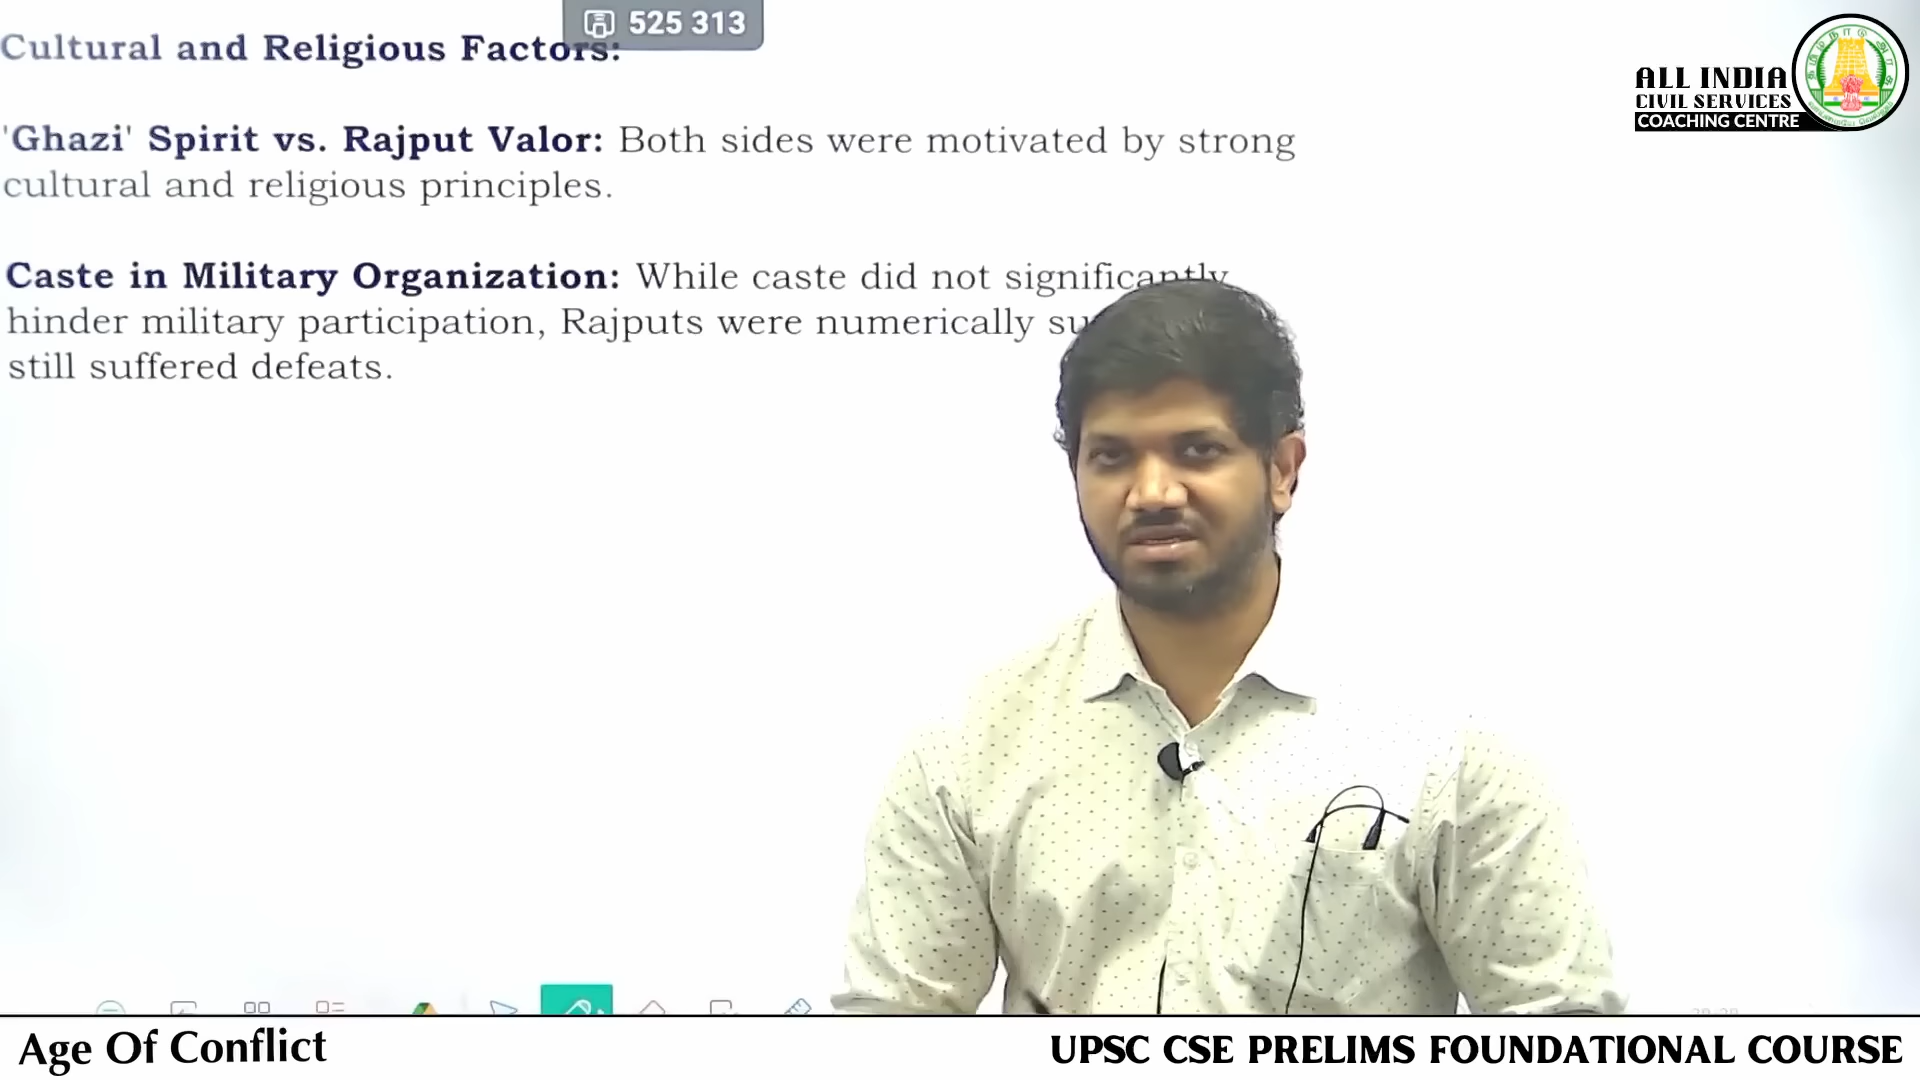 525 313
Cultural and Religious Factors:
'Ghazi' Spirit vs. Rajput Valor: Both sides were motivated by strong
cultural and religious principles.
Caste in Military Organization: While caste did not significantly
hinder military participation, Rajputs were numerically
still suffered defeats.
ALL INDIA
CIVIL SERVICES
COACHING CENTRE
Age Of Conflict
UPSC CSE PRELIMS FOUNDATIONAL COURSE